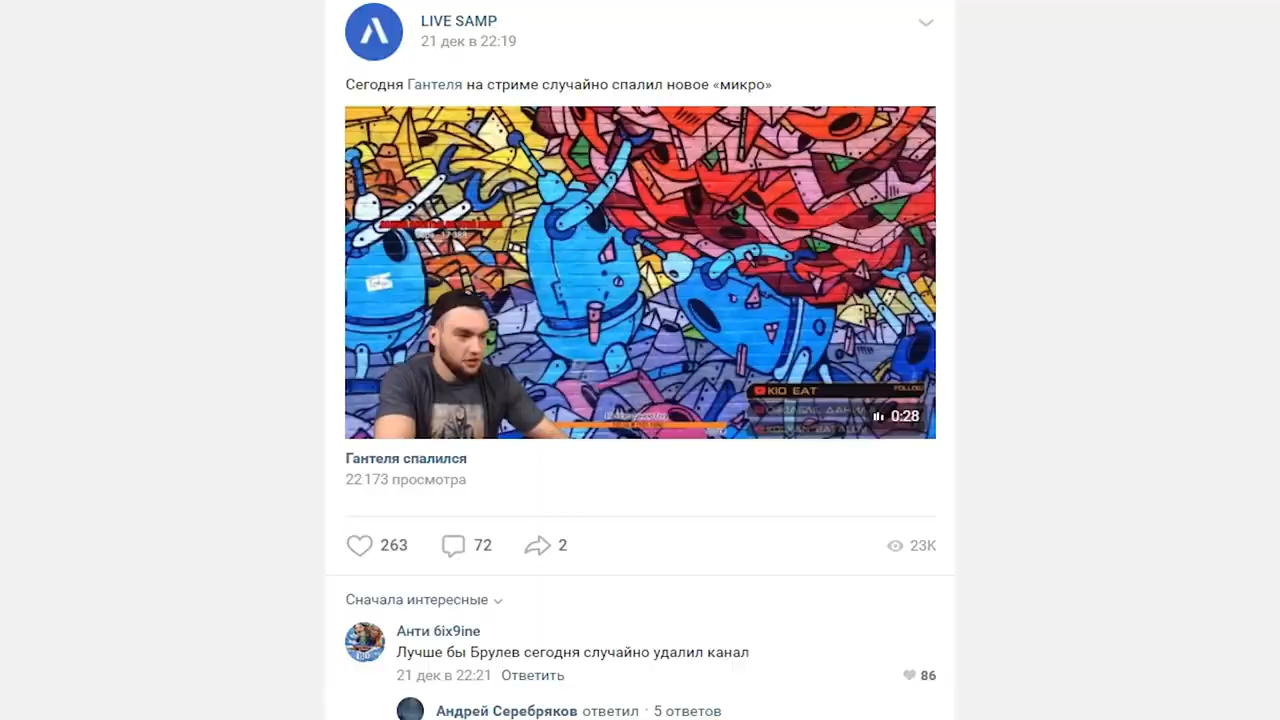 LIVE SAMP
21 дек в 22:19
Сегодня Гантеля на стриме случайно спалил новое «микро»
KIO EAT
FOLLOW
0:28
Гантеля спалился
22 173 просмотра
263
72
2
23K
Сначала интересные
Анти 6ix9ine
Лучше бы Брулев сегодня случайно удалил канал
21 дек в 22:21 Ответить
86
Андрей Серебряков ответил · 5 ответов